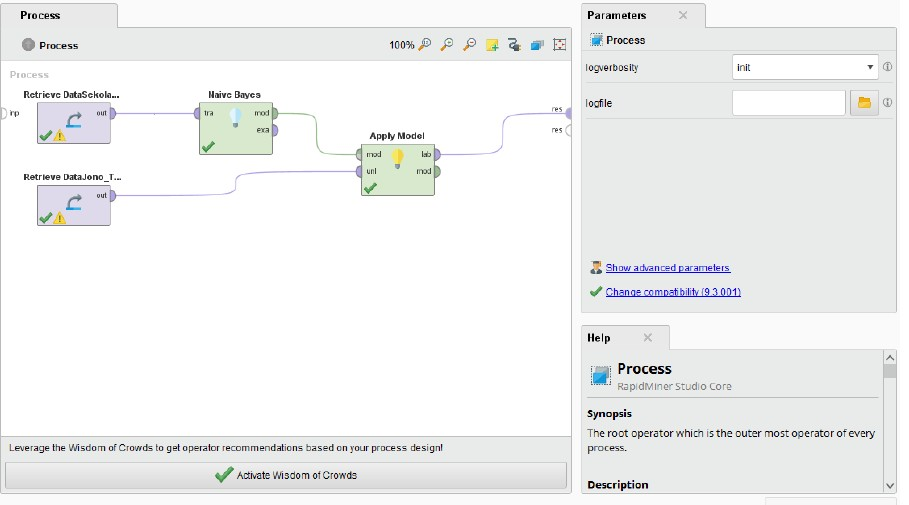 Process
Process
100%
Process
inp
Retrieve DataSekola...
out
Naive Bayes
tra
mod
exa
Apply Model
mod
lab
unl
mod
res
res
Retrieve DataJono_T...
out
Leverage the Wisdom of Crowds to get operator recommendations based on your process design!
Activate Wisdom of Crowds
Parameters
Process
logverbosity
init
logfile
Show advanced parameters
Change compatibility (9.3.001)
Help
Process
RapidMiner Studio Core
Synopsis
The root operator which is the outer most operator of every
process.
Description